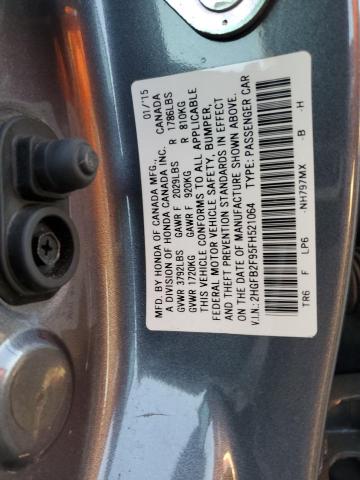 MFD. BY HONDA OF CANADA MFG., 01/'15
A DIVISION OF HONDA CANADA INC. CANADA
GVWR 3792LBS GAWR F 2029LBS R 1786LBS
GVWR 1720KG GAWR F 920KG R 810KG
THIS VEHICLE CONFORMS TO ALL APPLICABLE
FEDERAL MOTOR VEHICLE SAFETY, BUMPER,
AND THEFT PREVENTION STANDARDS IN EFFECT
ON THE DATE OF MANUFACTURE SHOWN ABOVE.
V.I.N.: 2HGFB2F95FH521064 TYPE: PASSENGER CAR
TR6 F LP6 -NH797MX -B -H